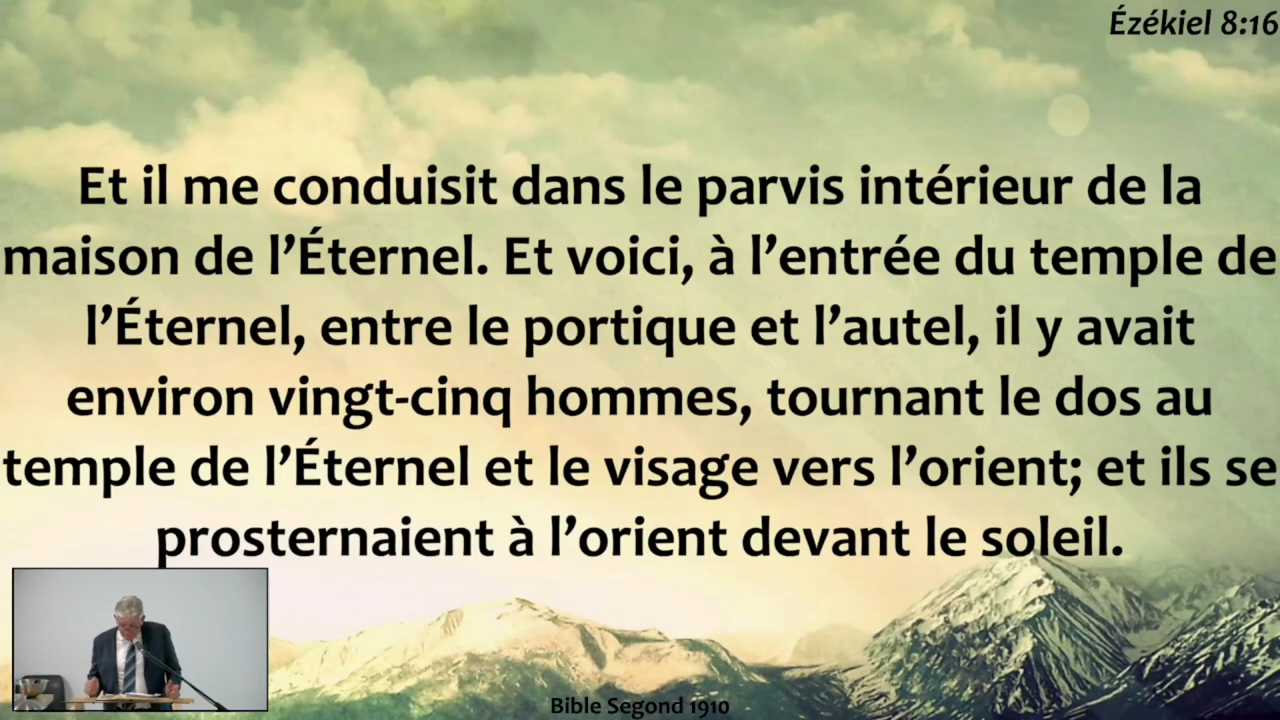 Ézékiel 8:16
Et il me conduisit dans le parvis intérieur de la
maison de l’Éternel. Et voici, à l’entrée du temple de
l’Éternel, entre le portique et l’autel, il y avait
environ vingt-cinq hommes, tournant le dos au
temple de l’Éternel et le visage vers l’orient; et ils se
prosternaient à l’orient devant le soleil.
Bible Segond 1910